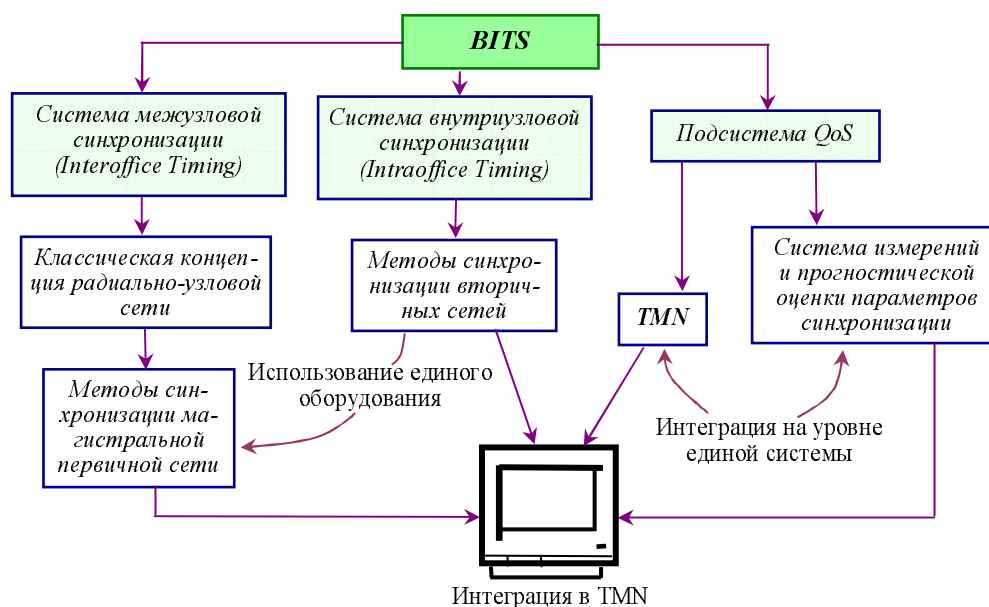 BITS
Система межузловой
синхронизации
(Interoffice Timing)
Система внутриузловой
синхронизации
(Intraoffice Timing)
Подсистема QoS
Классическая концеп-
ция радиально-узловой
сети
Методы синхро-
низации вторич-
ных сетей
TMN
Система измерений
и прогностической
оценки параметров
синхронизации
Методы син-
хронизации ма-
гистральной
первичной сети
Использование единого
оборудования
Интеграция на уровне
единой системы
Интеграция в TMN